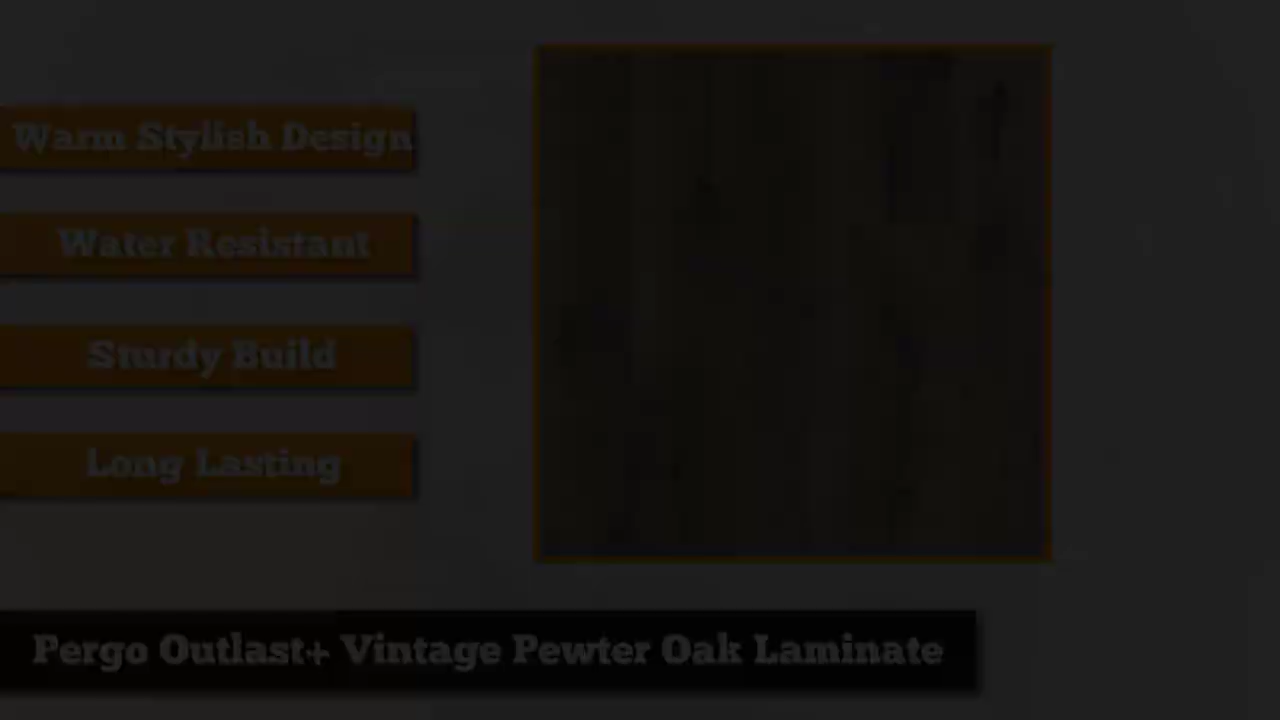 Warm Stylish Design
Water Resistant
Sturdy Build
Long Lasting
Pergo Outlast+ Vintage Pewter Oak Laminate